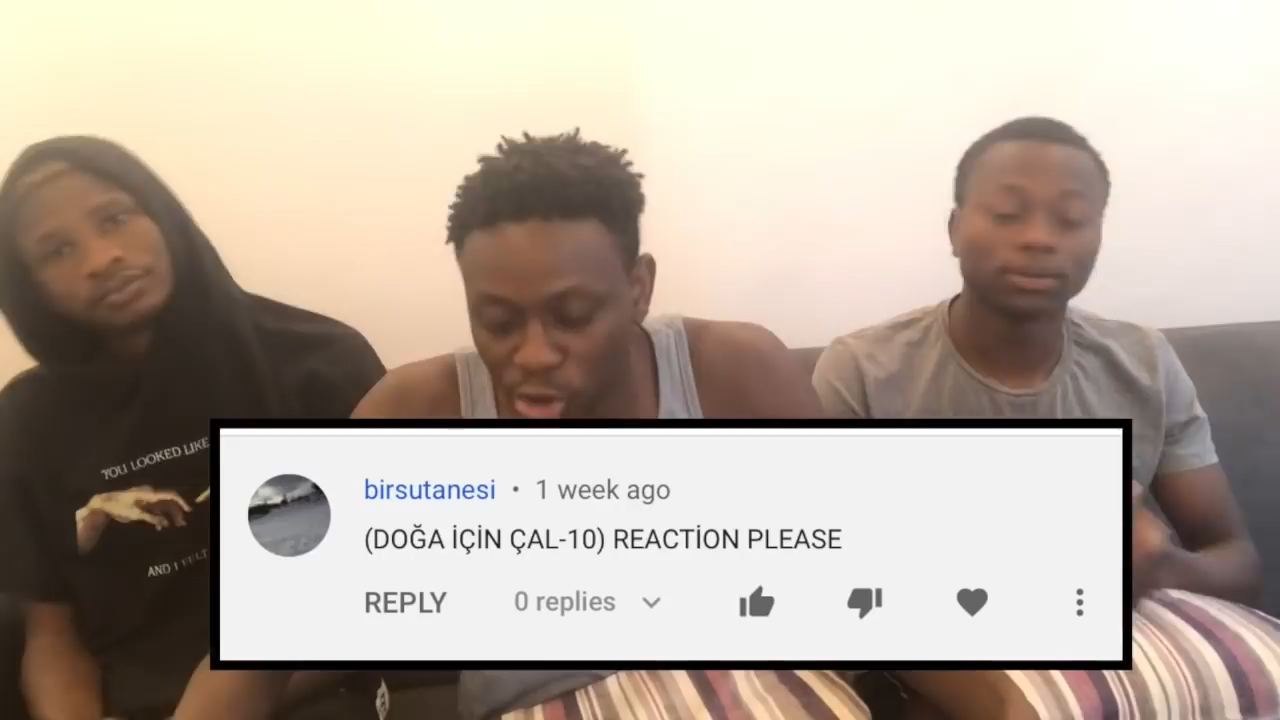 YOU LOOKED LIKE
AND I FELT
birsutanesi • 1 week ago
(DOĞA İÇİN ÇAL-10) REACTİON PLEASE
REPLY 0 replies